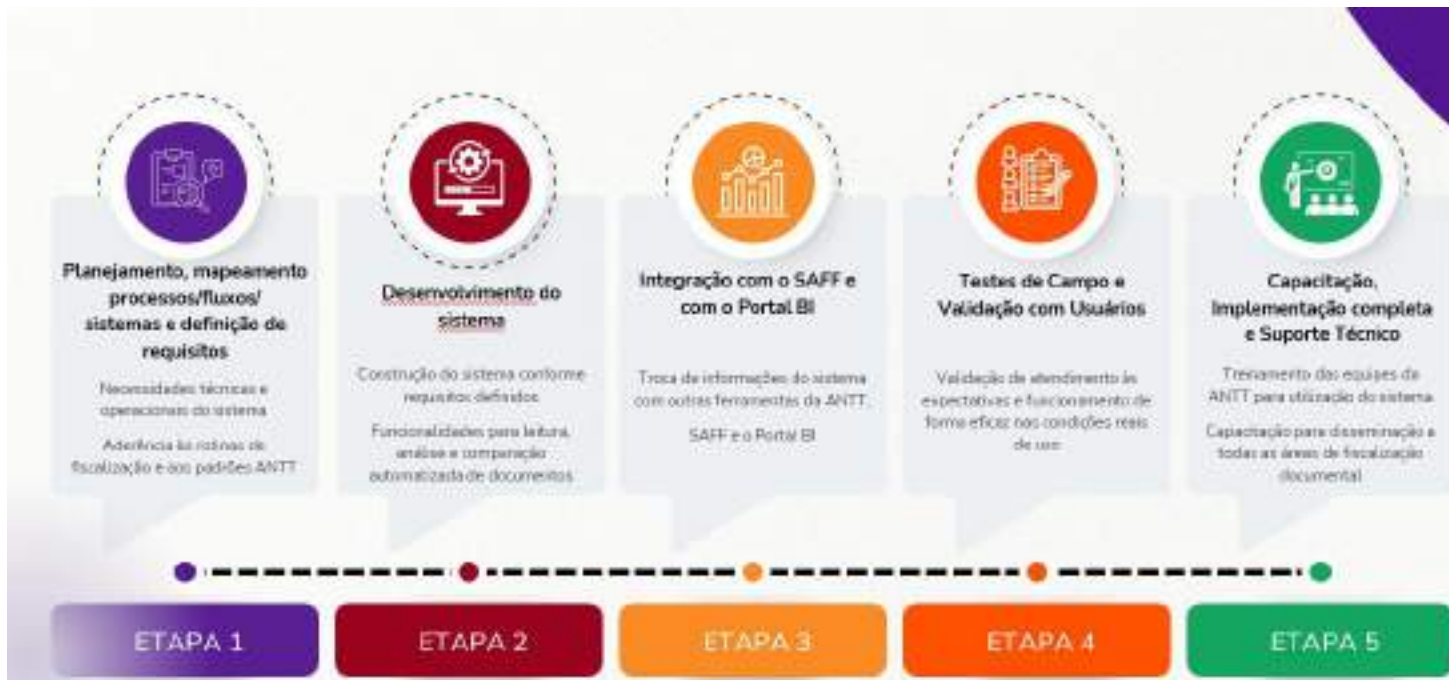 Planejamento, mapeamento
processos/fluxos/
sistemas e definição de
requisitos
Necessidades técnicas e
operacionais do sistema
Aderência às rotinas de
fiscalização e aos padrões ANTT
ETAPA 1
Desenvolvimento do
sistema
Construção do sistema conforme
requisitos definidos
Funcionalidades para leitura,
análise e comparação
automatizada de documentos
ETAPA 2
Integração com o SAFF e
com o Portal BI
Troca de informações do sistema
com outras ferramentas da ANTT.
SAFF e o Portal BI
ETAPA 3
Testes de Campo e
Validação com Usuários
Validação de atendimento às
expectativas e funcionamento de
forma eficaz nas condições reais
de uso
ETAPA 4
Capacitação,
Implementação completa
e Suporte Técnico
Treinamento das equipes da
ANTT para utilização do sistema
Capacitação para disseminação a
todas as áreas de fiscalização
documental
ETAPA 5